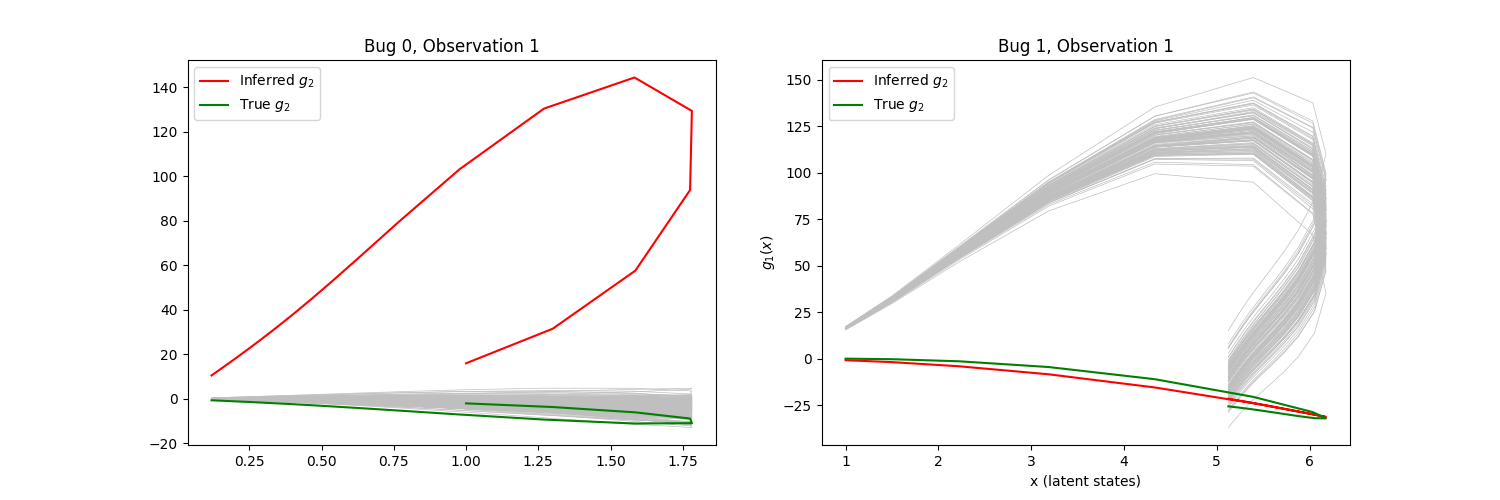 Bug 0, Observation 1
Inferred g₂
True g₂
140
120
100
80
60
40
20
0
−20
0.25 0.50 0.75 1.00 1.25 1.50 1.75
Bug 1, Observation 1
Inferred g₂
True g₂
150
125
100
75
50
25
0
−25
g₁(x)
1 2 3 4 5 6
x (latent states)